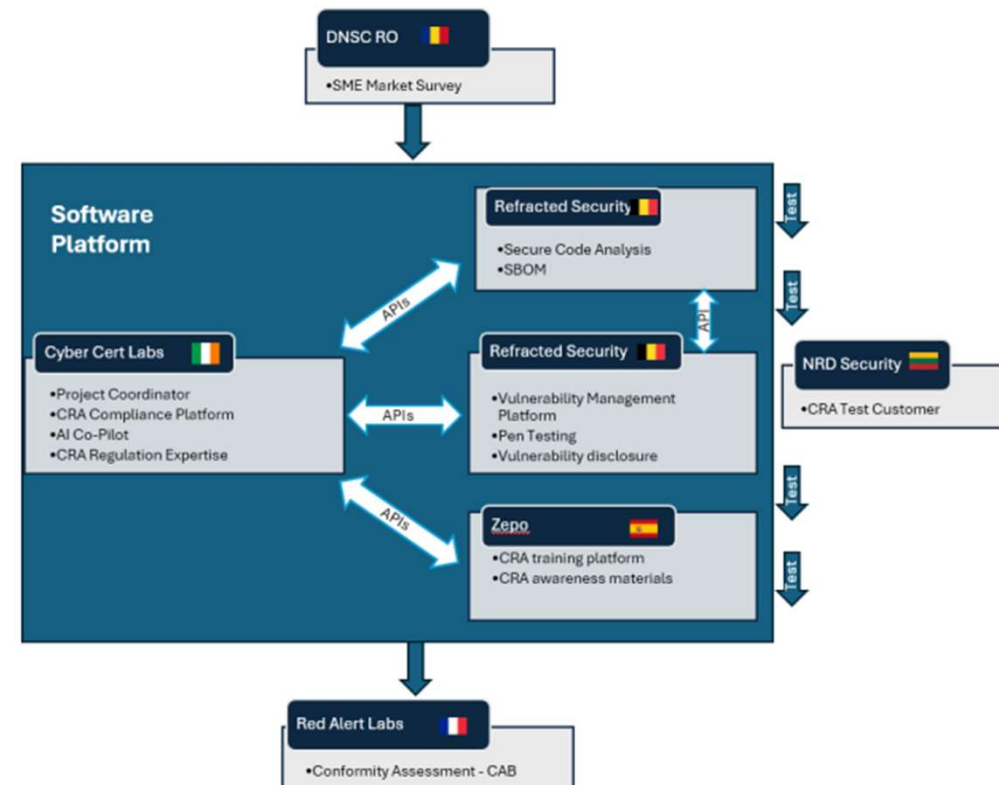 DNSC RO
•SME Market Survey
Software
Platform
Refracted Security
•Secure Code Analysis
•SBOM
APIs
API
Cyber Cert Labs
•Project Coordinator
•CRA Compliance Platform
•AI Co-Pilot
•CRA Regulation Expertise
APIs
Refracted Security
•Vulnerability Management
Platform
•Pen Testing
•Vulnerability disclosure
APIs
Zepo
•CRA training platform
•CRA awareness materials
Test
Test
NRD Security
•CRA Test Customer
Test
Test
Red Alert Labs
•Conformity Assessment - CAB